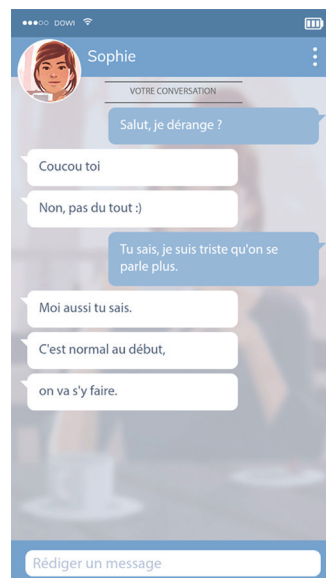 DOWI
Sophie
VOTRE CONVERSATION
Salut, je dérange ?
Coucou toi
Non, pas du tout :)
Tu sais, je suis triste qu'on se
parle plus.
Moi aussi tu sais.
C'est normal au début,
on va s'y faire.
Rédiger un message